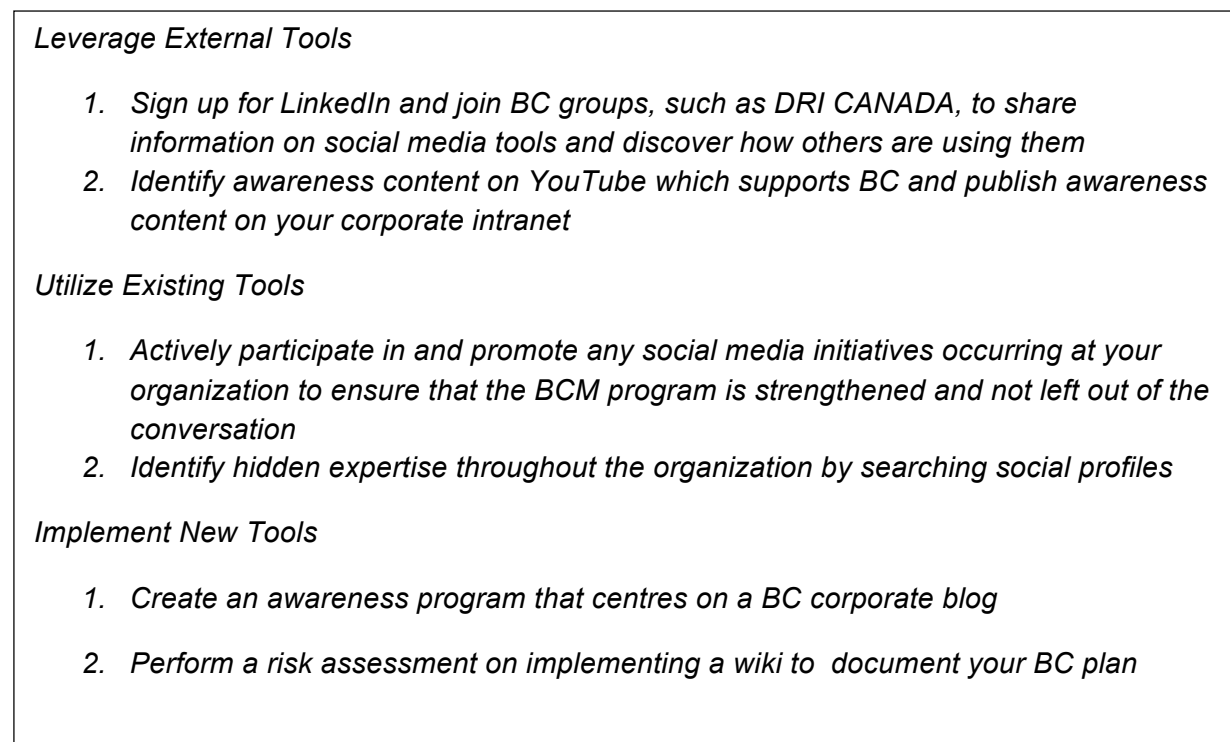 Leverage External Tools
1. Sign up for LinkedIn and join BC groups, such as DRI CANADA, to share
information on social media tools and discover how others are using them
2. Identify awareness content on YouTube which supports BC and publish awareness
content on your corporate intranet
Utilize Existing Tools
1. Actively participate in and promote any social media initiatives occurring at your
organization to ensure that the BCM program is strengthened and not left out of the
conversation
2. Identify hidden expertise throughout the organization by searching social profiles
Implement New Tools
1. Create an awareness program that centres on a BC corporate blog
2. Perform a risk assessment on implementing a wiki to  document your BC plan